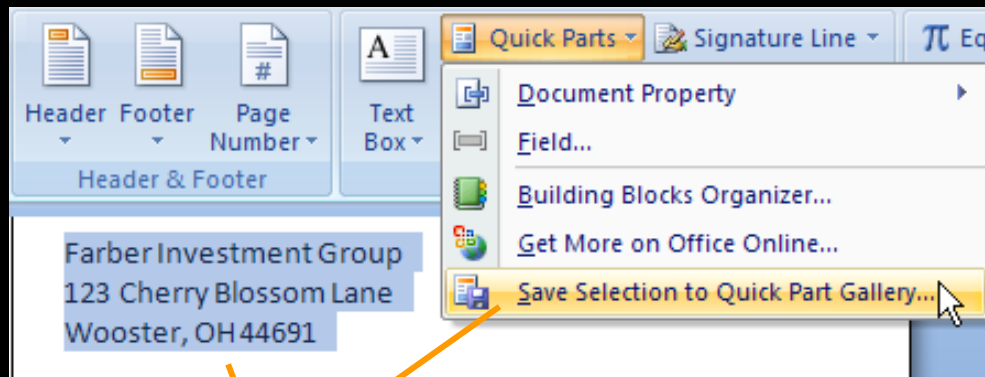 Header
Footer
Page
Number
#
Header & Footer
A
Text
Box
Quick Parts
Signature Line
π Eq
Document Property
Field...
Building Blocks Organizer...
Get More on Office Online...
Save Selection to Quick Part Gallery...
Farber Investment Group
123 Cherry Blossom Lane
Wooster, OH 44691